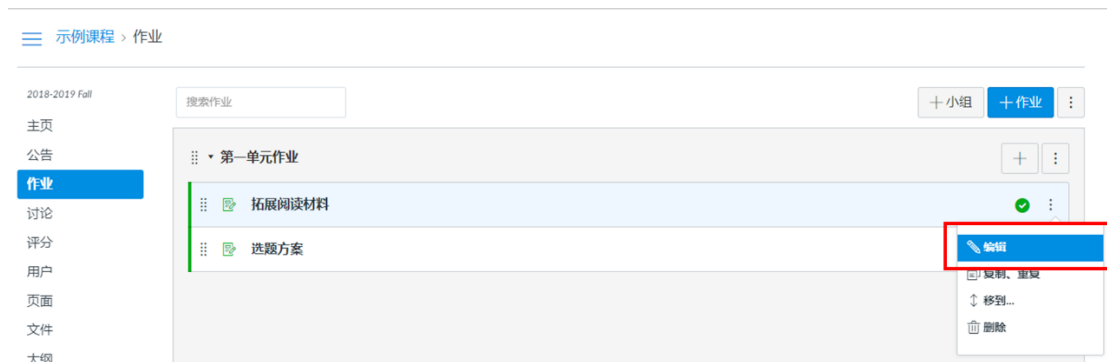 示例课程 › 作业
2018-2019 Fall
搜索作业
+小组
+作业
主页
公告
第一单元作业
作业
拓展阅读材料
讨论
评分
选题方案
编辑
用户
复制、重复
页面
移到...
文件
删除
大纲